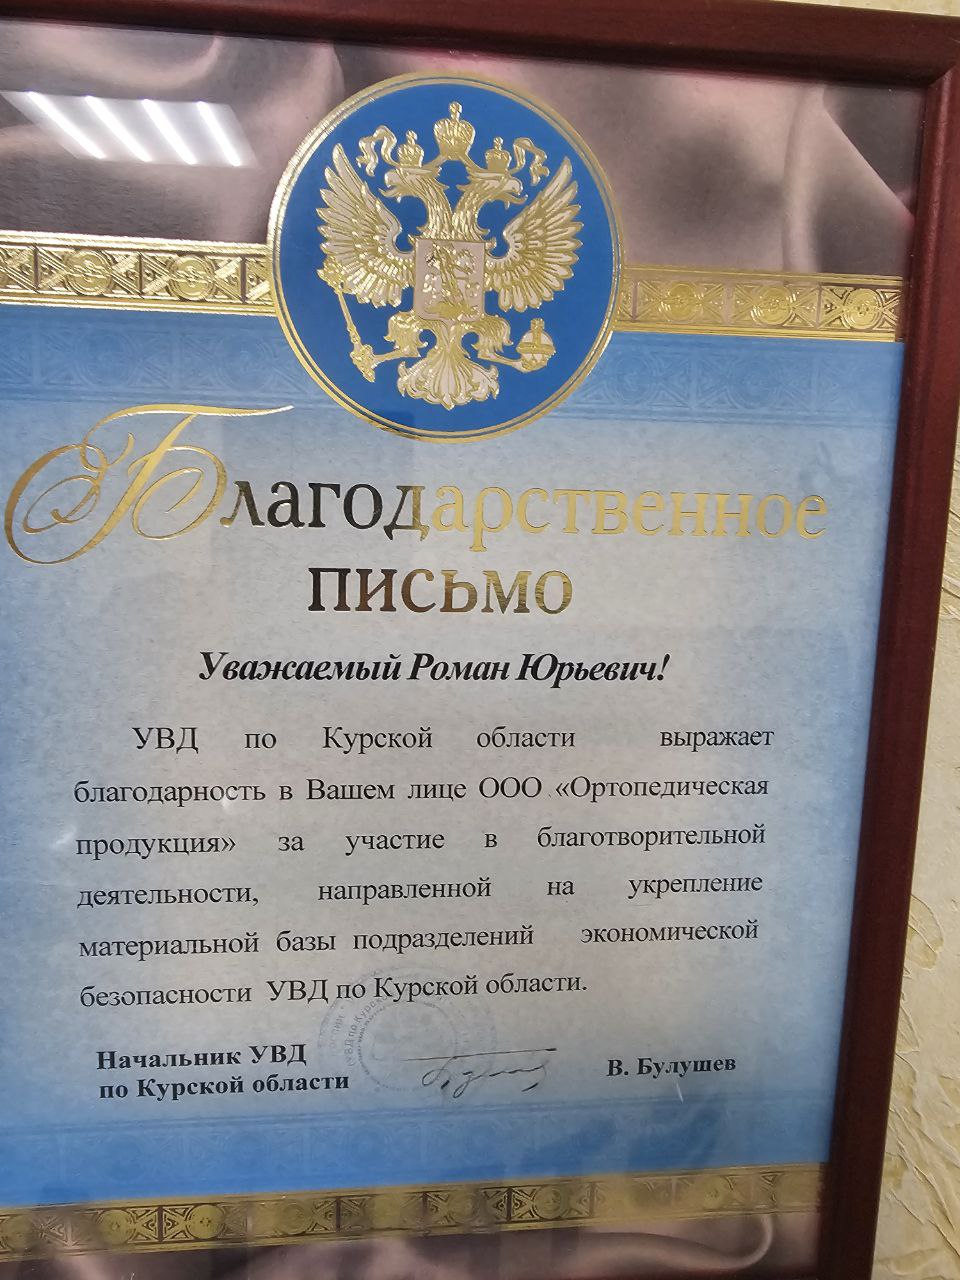 Благодарственное
письмо
Уважаемый Роман Юрьевич!
УВД по Курской области выражает
благодарность в Вашем лице ООО «Ортопедическая
продукция» за участие в благотворительной
деятельности, направленной на укрепление
материальной базы подразделений экономической
безопасности УВД по Курской области.
Начальник УВД
по Курской области
В. Булушев